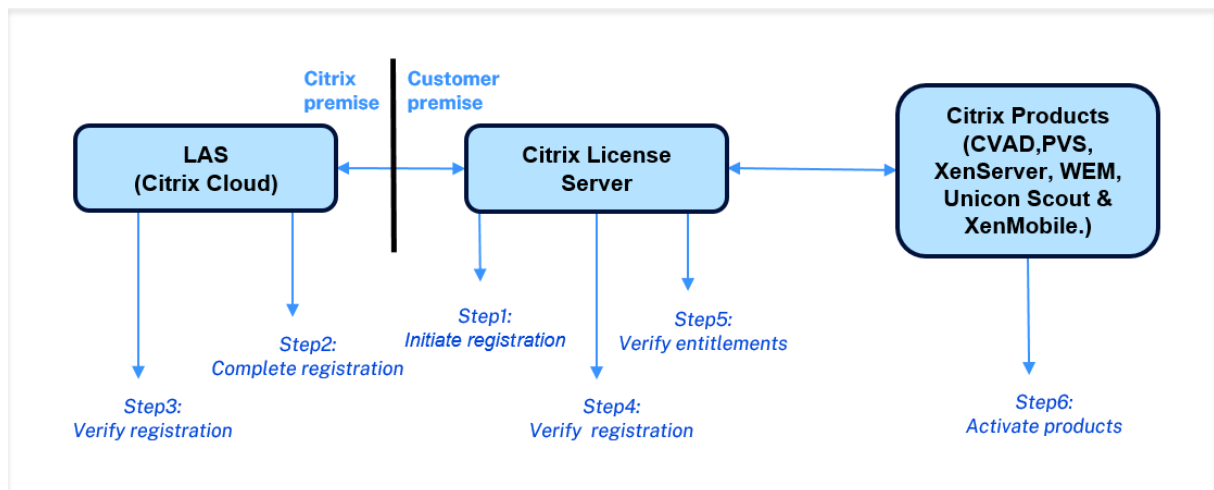 Citrix
premise
Customer
premise
LAS
(Citrix Cloud)
Citrix License
Server
Citrix Products
(CVAD,PVS,
XenServer, WEM,
Unicon Scout &
XenMobile.)
Step1:
Initiate registration
Step5:
Verify entitlements
Step2:
Complete registration
Step3:
Verify registration
Step4:
Verify  registration
Step6:
Activate products